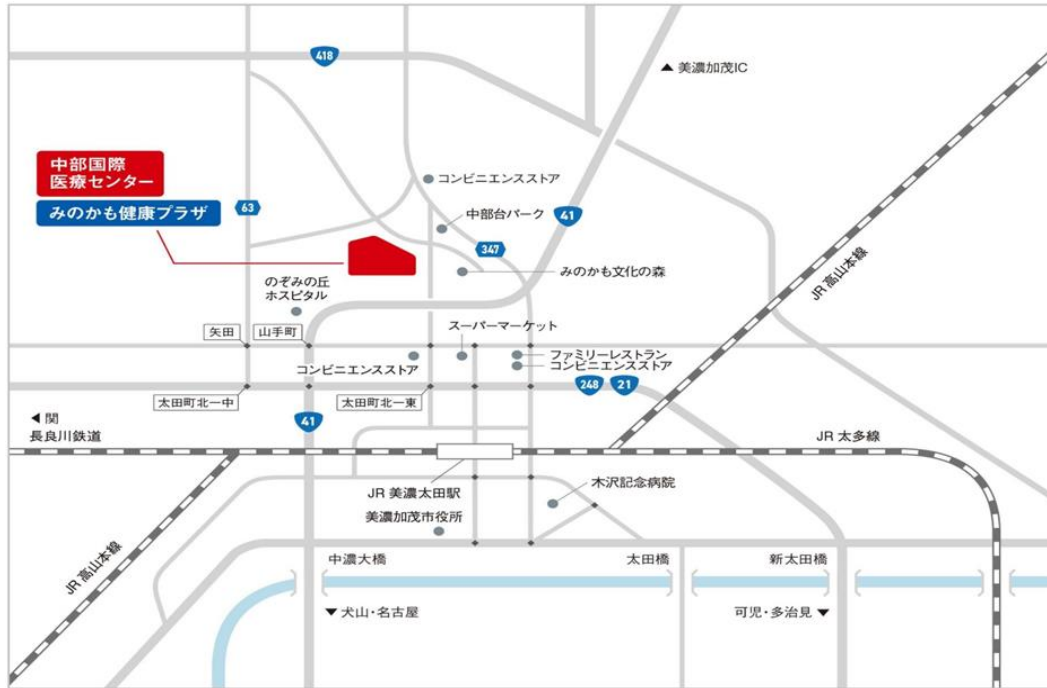 418
▲ 美濃加茂IC
中部国際
医療センター
みのかも健康プラザ
63
コンビニエンスストア
中部台パーク
41
347
みのかも文化の森
JR 高山本線
のぞみの丘
ホスピタル
矢田
山手町
スーパーマーケット
コンビニエンスストア
ファミリーレストラン
コンビニエンスストア
248
21
太田町北一中
太田町北一東
◀ 関
長良川鉄道
41
JR 太多線
JR 美濃太田駅
木沢記念病院
美濃加茂市役所
JR 高山本線
中濃大橋
太田橋
新太田橋
▼ 犬山・名古屋
可児・多治見 ▼